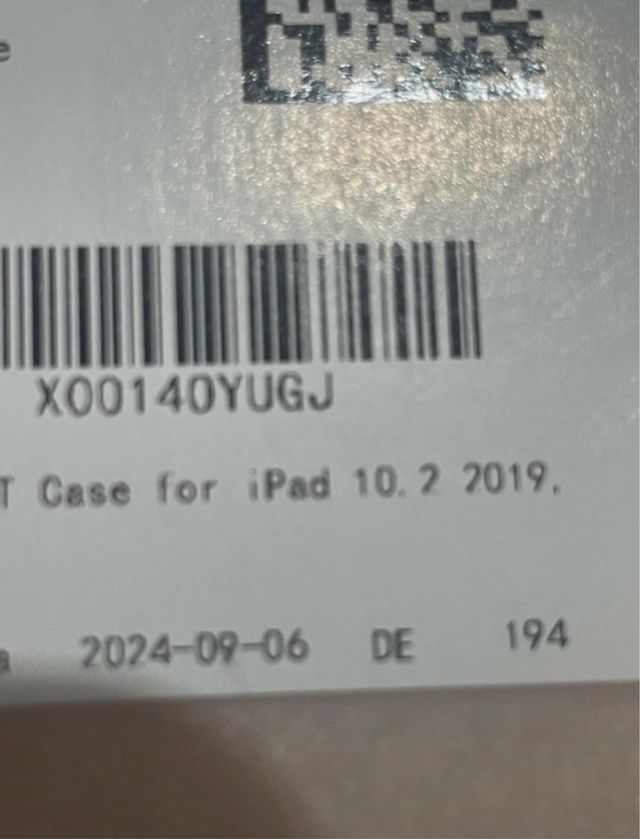 e
X00140YUGJ
T Case for iPad 10.2 2019,
a 2024-09-06 DE 194